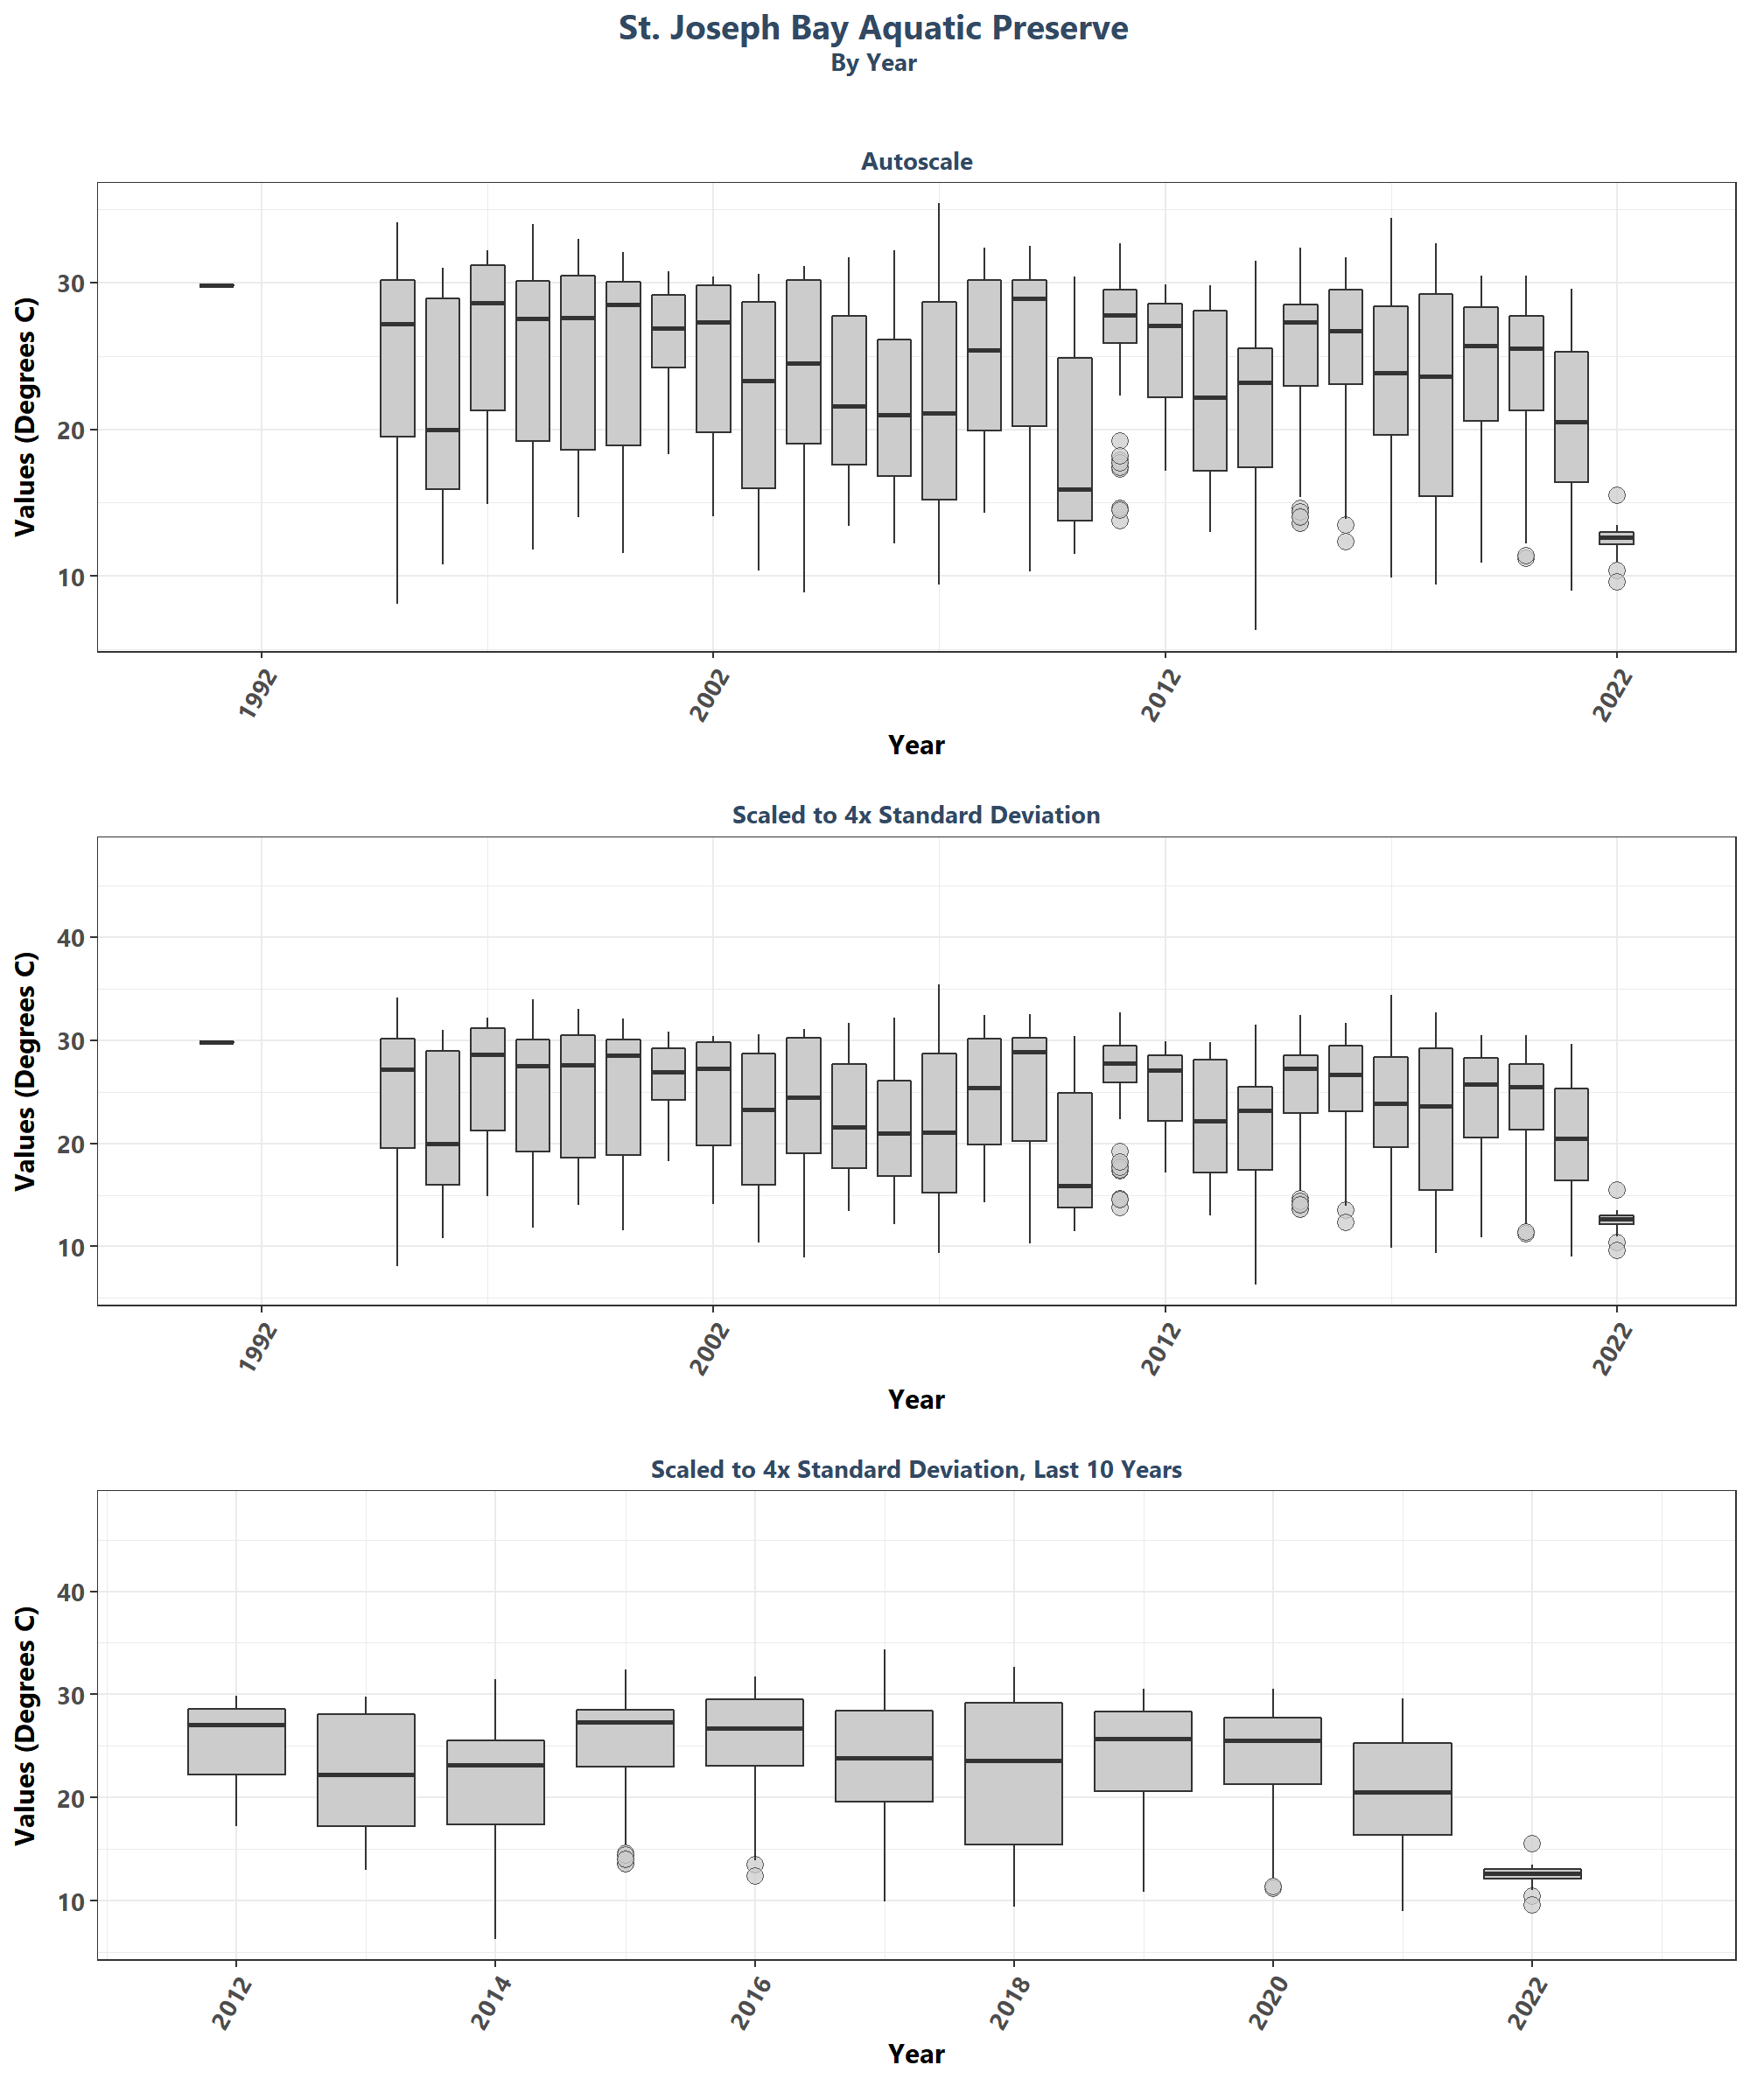 St. Joseph Bay Aquatic Preserve
By Year
Autoscale
Values (Degrees C)
30
20
10
1992
2002
2012
2022
Year
Scaled to 4x Standard Deviation
Values (Degrees C)
40
30
20
10
1992
2002
2012
2022
Year
Scaled to 4x Standard Deviation, Last 10 Years
Values (Degrees C)
40
30
20
10
2012
2014
2016
2018
2020
2022
Year